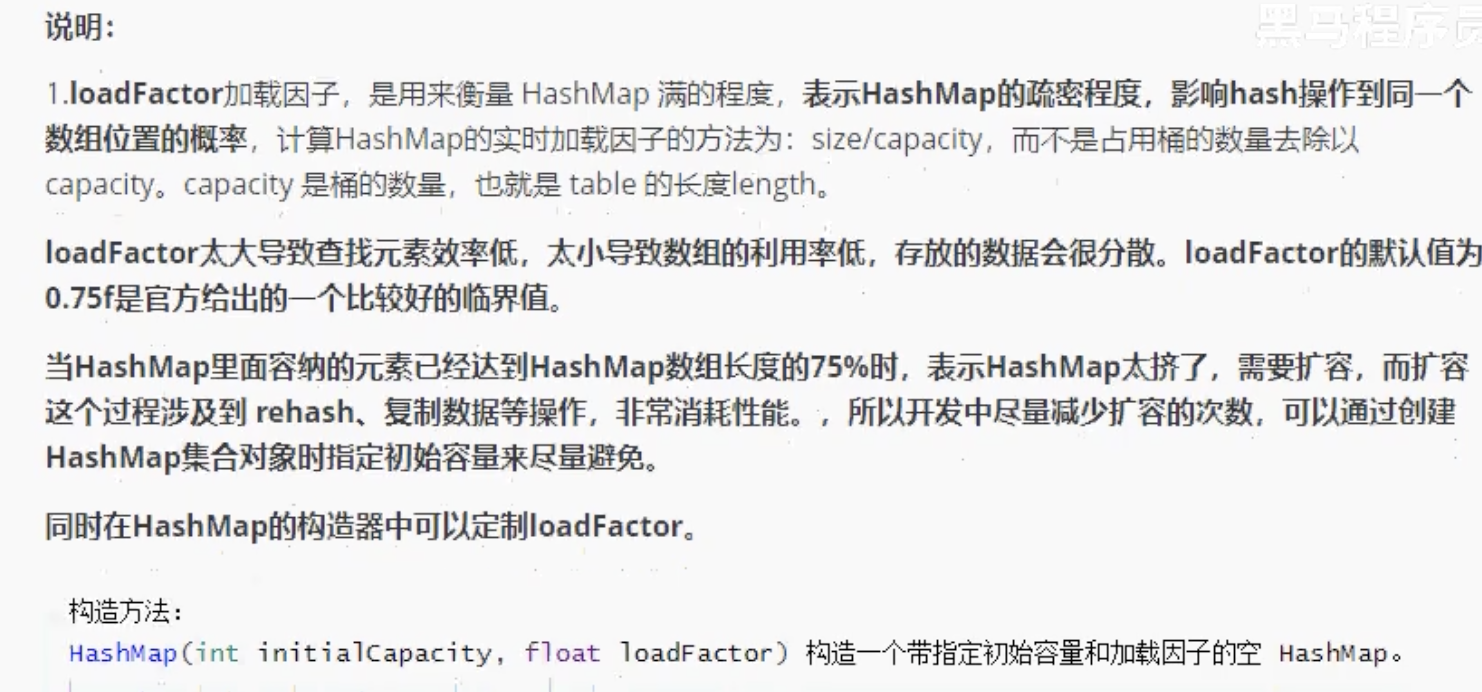 说明：
黑马程序员
1.loadFactor加载因子，是用来衡量 HashMap 满的程度，表示HashMap的疏密程度，影响hash操作到同一个
数组位置的概率，计算HashMap的实时加载因子的方法为：size/capacity，而不是占用桶的数量去除以
capacity。capacity 是桶的数量，也就是 table 的长度length。
loadFactor太大导致查找元素效率低，太小导致数组的利用率低，存放的数据会很分散。loadFactor的默认值为
0.75f是官方给出的一个比较好的临界值。
当HashMap里面容纳的元素已经达到HashMap数组长度的75%时，表示HashMap太挤了，需要扩容，而扩容
这个过程涉及到 rehash、复制数据等操作，非常消耗性能。，所以开发中尽量减少扩容的次数，可以通过创建
HashMap集合对象时指定初始容量来尽量避免。
同时在HashMap的构造器中可以定制loadFactor。
构造方法：
HashMap(int initialCapacity, float loadFactor) 构造一个带指定初始容量和加载因子的空 HashMap。